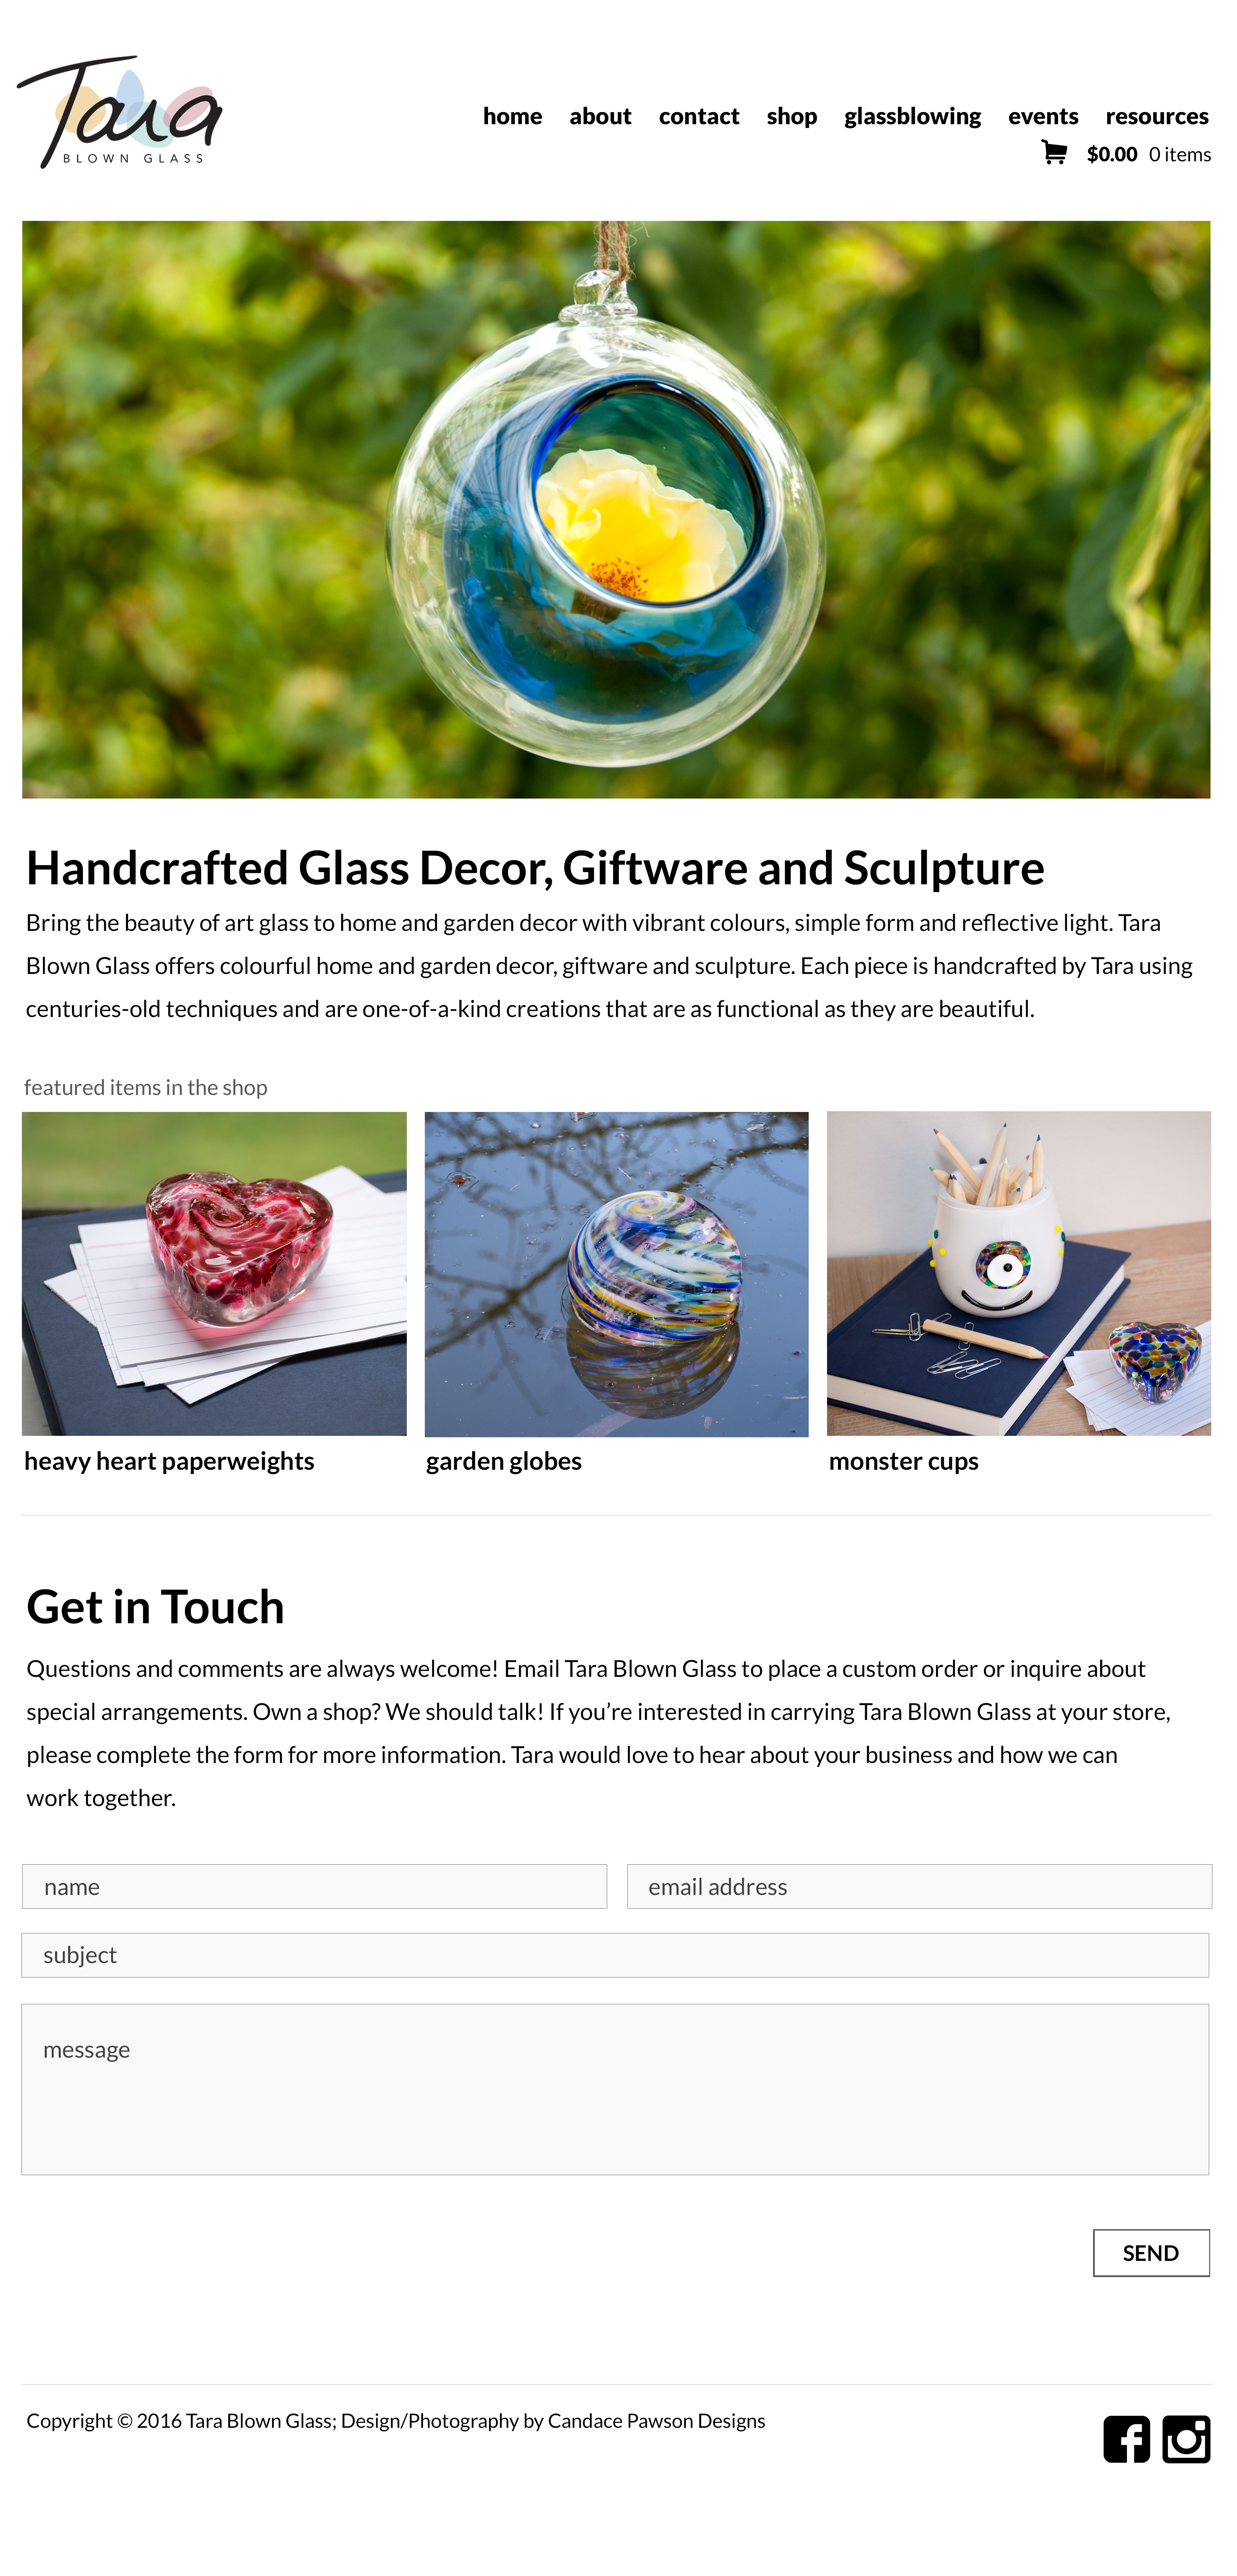 Tara
BLOWN GLASS
home about contact shop glassblowing events resources
$0.00 0 items
Handcrafted Glass Decor, Giftware and Sculpture
Bring the beauty of art glass to home and garden decor with vibrant colours, simple form and reflective light. Tara
Blown Glass offers colourful home and garden decor, giftware and sculpture. Each piece is handcrafted by Tara using
centuries-old techniques and are one-of-a-kind creations that are as functional as they are beautiful.
featured items in the shop
heavy heart paperweights
garden globes
monster cups
Get in Touch
Questions and comments are always welcome! Email Tara Blown Glass to place a custom order or inquire about
special arrangements. Own a shop? We should talk! If you’re interested in carrying Tara Blown Glass at your store,
please complete the form for more information. Tara would love to hear about your business and how we can
work together.
name
email address
subject
message
SEND
Copyright © 2016 Tara Blown Glass; Design/Photography by Candace Pawson Designs